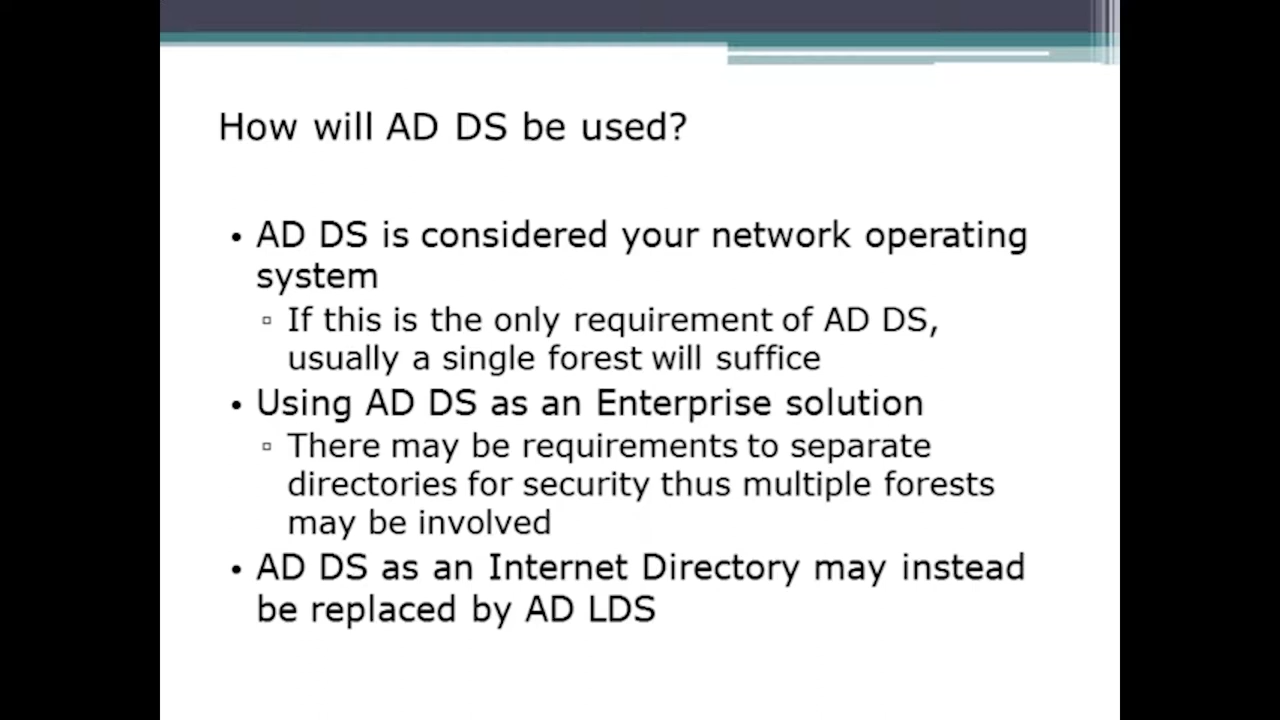 How will AD DS be used?
• AD DS is considered your network operating
system
▫ If this is the only requirement of AD DS,
usually a single forest will suffice
• Using AD DS as an Enterprise solution
▫ There may be requirements to separate
directories for security thus multiple forests
may be involved
• AD DS as an Internet Directory may instead
be replaced by AD LDS